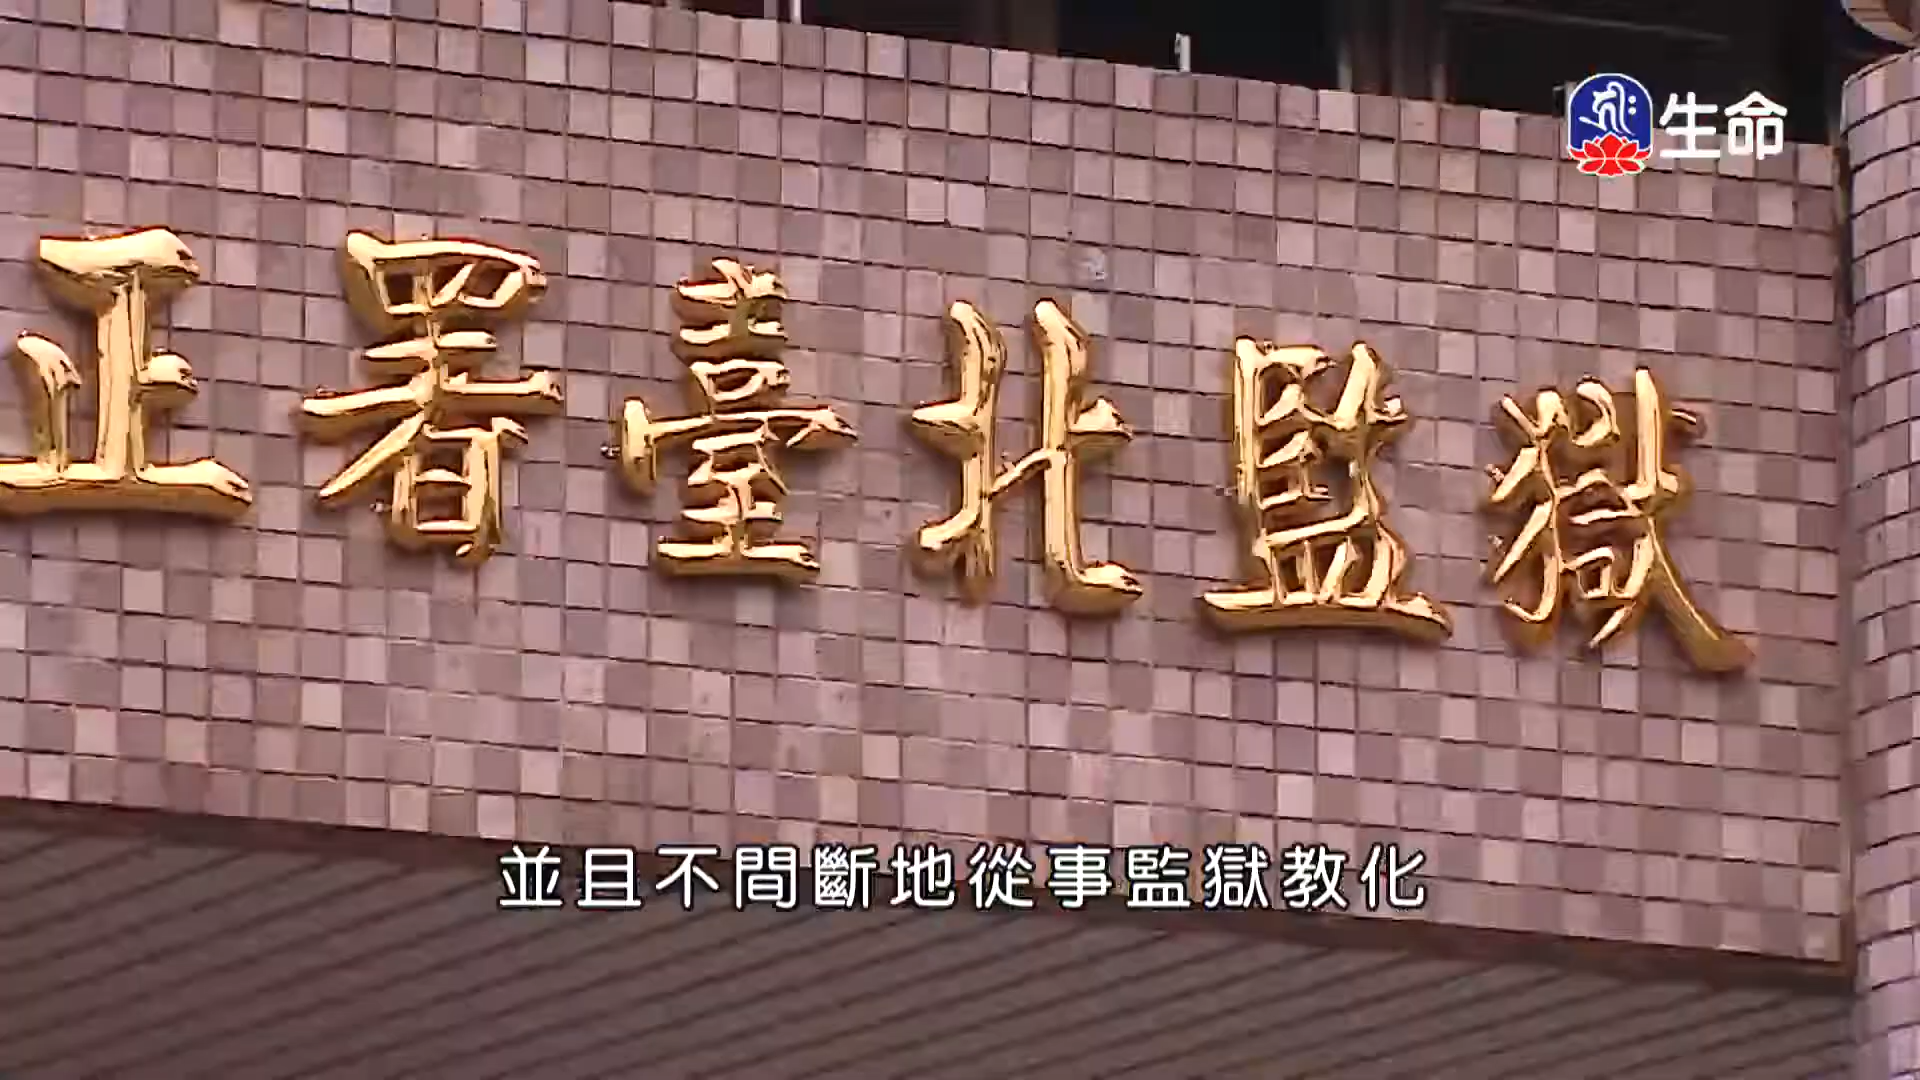 生命
正署臺北監獄
並且不間斷地從事監獄教化